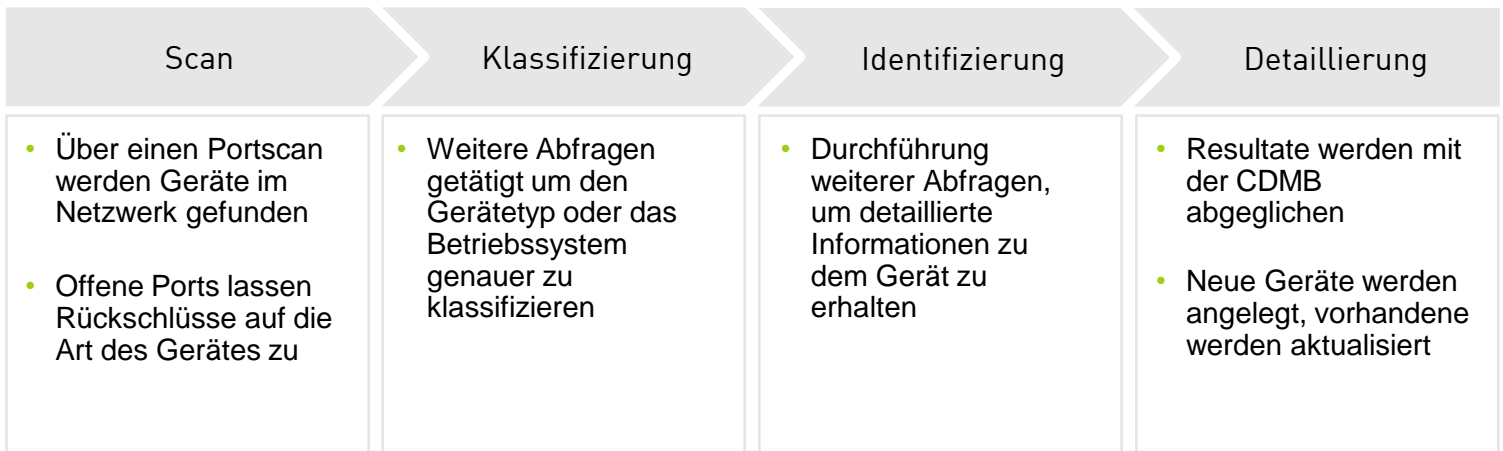 Scan
Klassifizierung
Identifizierung
Detaillierung
• Über einen Portscan
werden Geräte im
Netzwerk gefunden
• Offene Ports lassen
Rückschlüsse auf die
Art des Gerätes zu
• Weitere Abfragen
getätigt um den
Gerätetyp oder das
Betriebssystem
genauer zu
klassifizieren
• Durchführung
weiterer Abfragen,
um detaillierte
Informationen zu
dem Gerät zu
erhalten
• Resultate werden mit
der CDMB
abgeglichen
• Neue Geräte werden
angelegt, vorhandene
werden aktualisiert